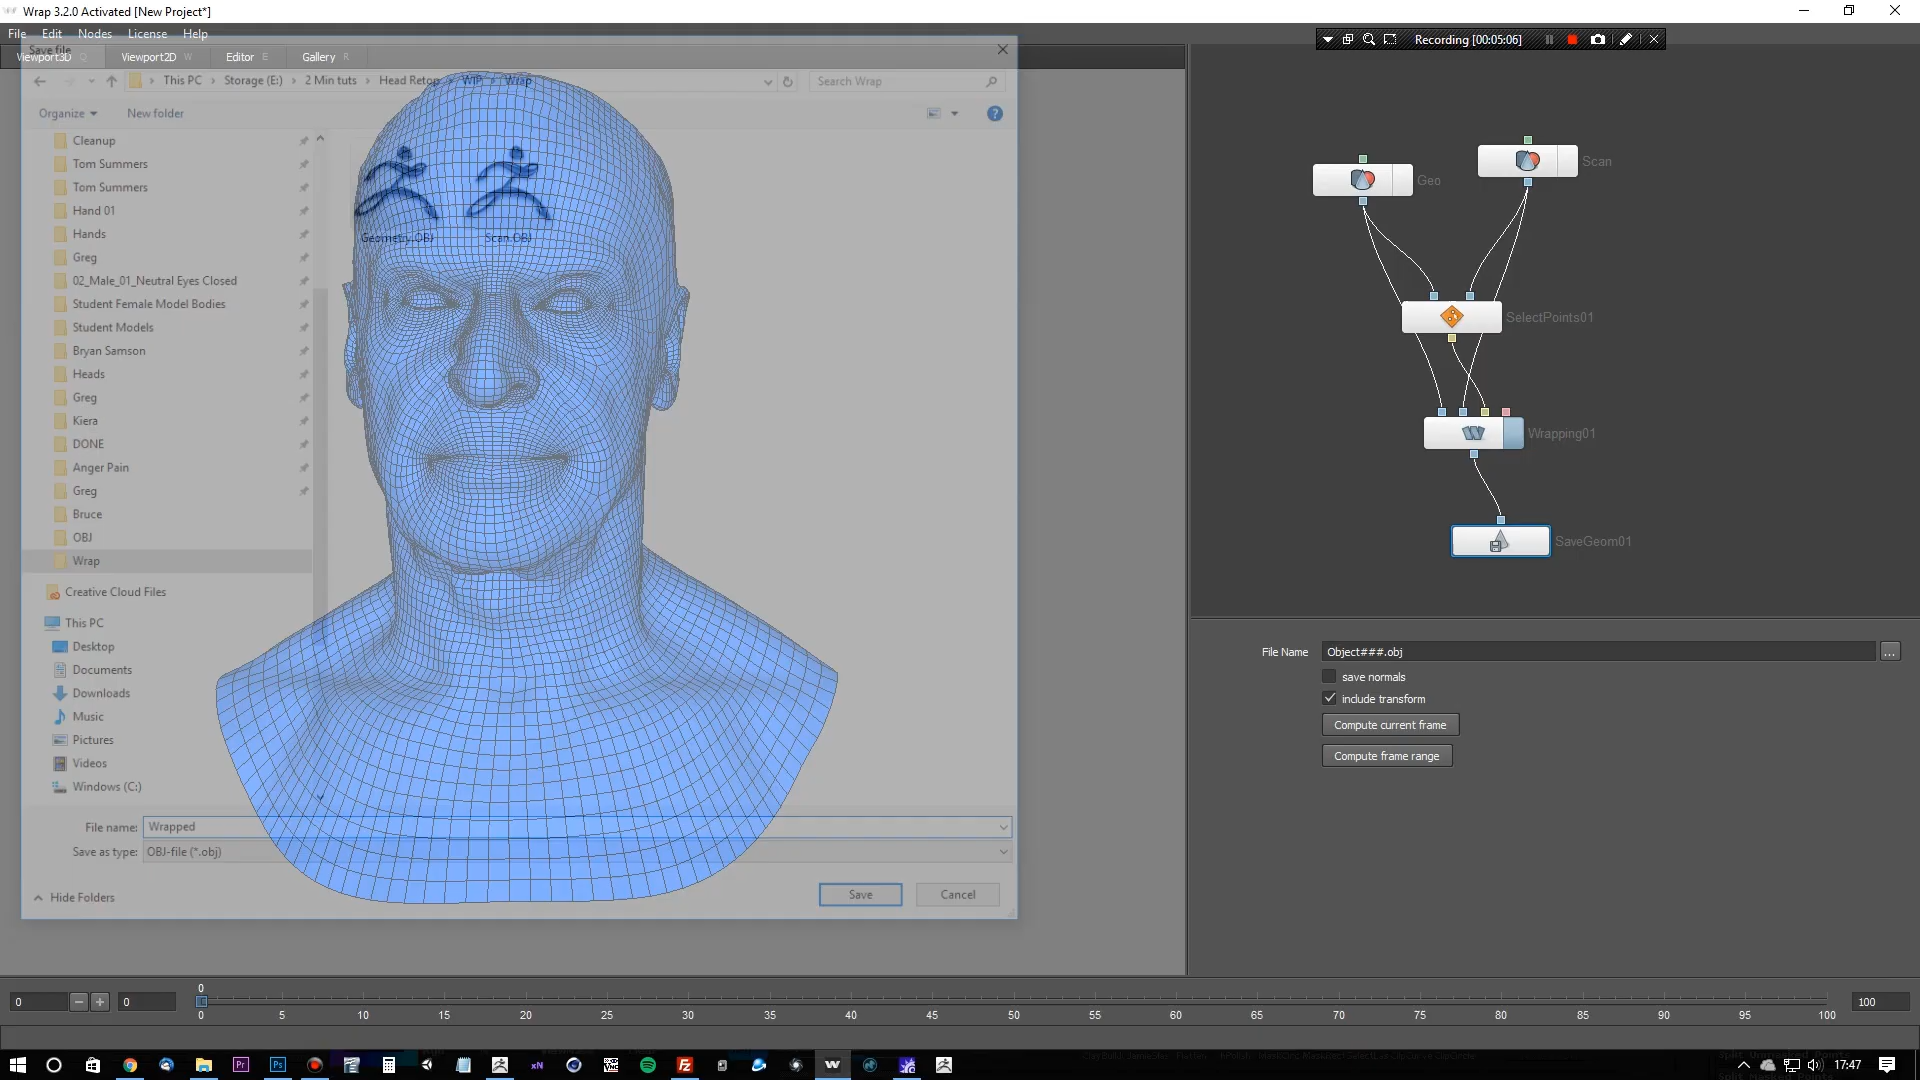 Wrap 3.2.0 Activated [New Project*]
File Edit Nodes License Help
Recording [00:05:06]
Save file
Viewport3D Q Viewport2D W Editor E Gallery R
This PC Storage (E:) 2 Min tuts Head Retop WIP Wrap Search Wrap
Organize New folder
Cleanup
Tom Summers
Tom Summers
Hand 01
Hands
Greg
02_Male_01_Neutral Eyes Closed
Student Female Model Bodies
Student Models
Bryan Samson
Heads
Greg
Kiera
DONE
Anger Pain
Greg
Bruce
OBJ
Wrap
Creative Cloud Files
This PC
Desktop
Documents
Downloads
Music
Pictures
Videos
Windows (C:)
Geometry.OBJ Scan.OBJ
File name: Wrapped
Save as type: OBJ-file (*.obj)
Hide Folders Save Cancel
Geo
Scan
SelectPoints01
Wrapping01
SaveGeom01
File Name Object###.obj ...
save normals
include transform
Compute current frame
Compute frame range
0
0 0 100
0 5 10 15 20 25 30 35 40 45 50 55 60 65 70 75 80 85 90 95 100
17:47